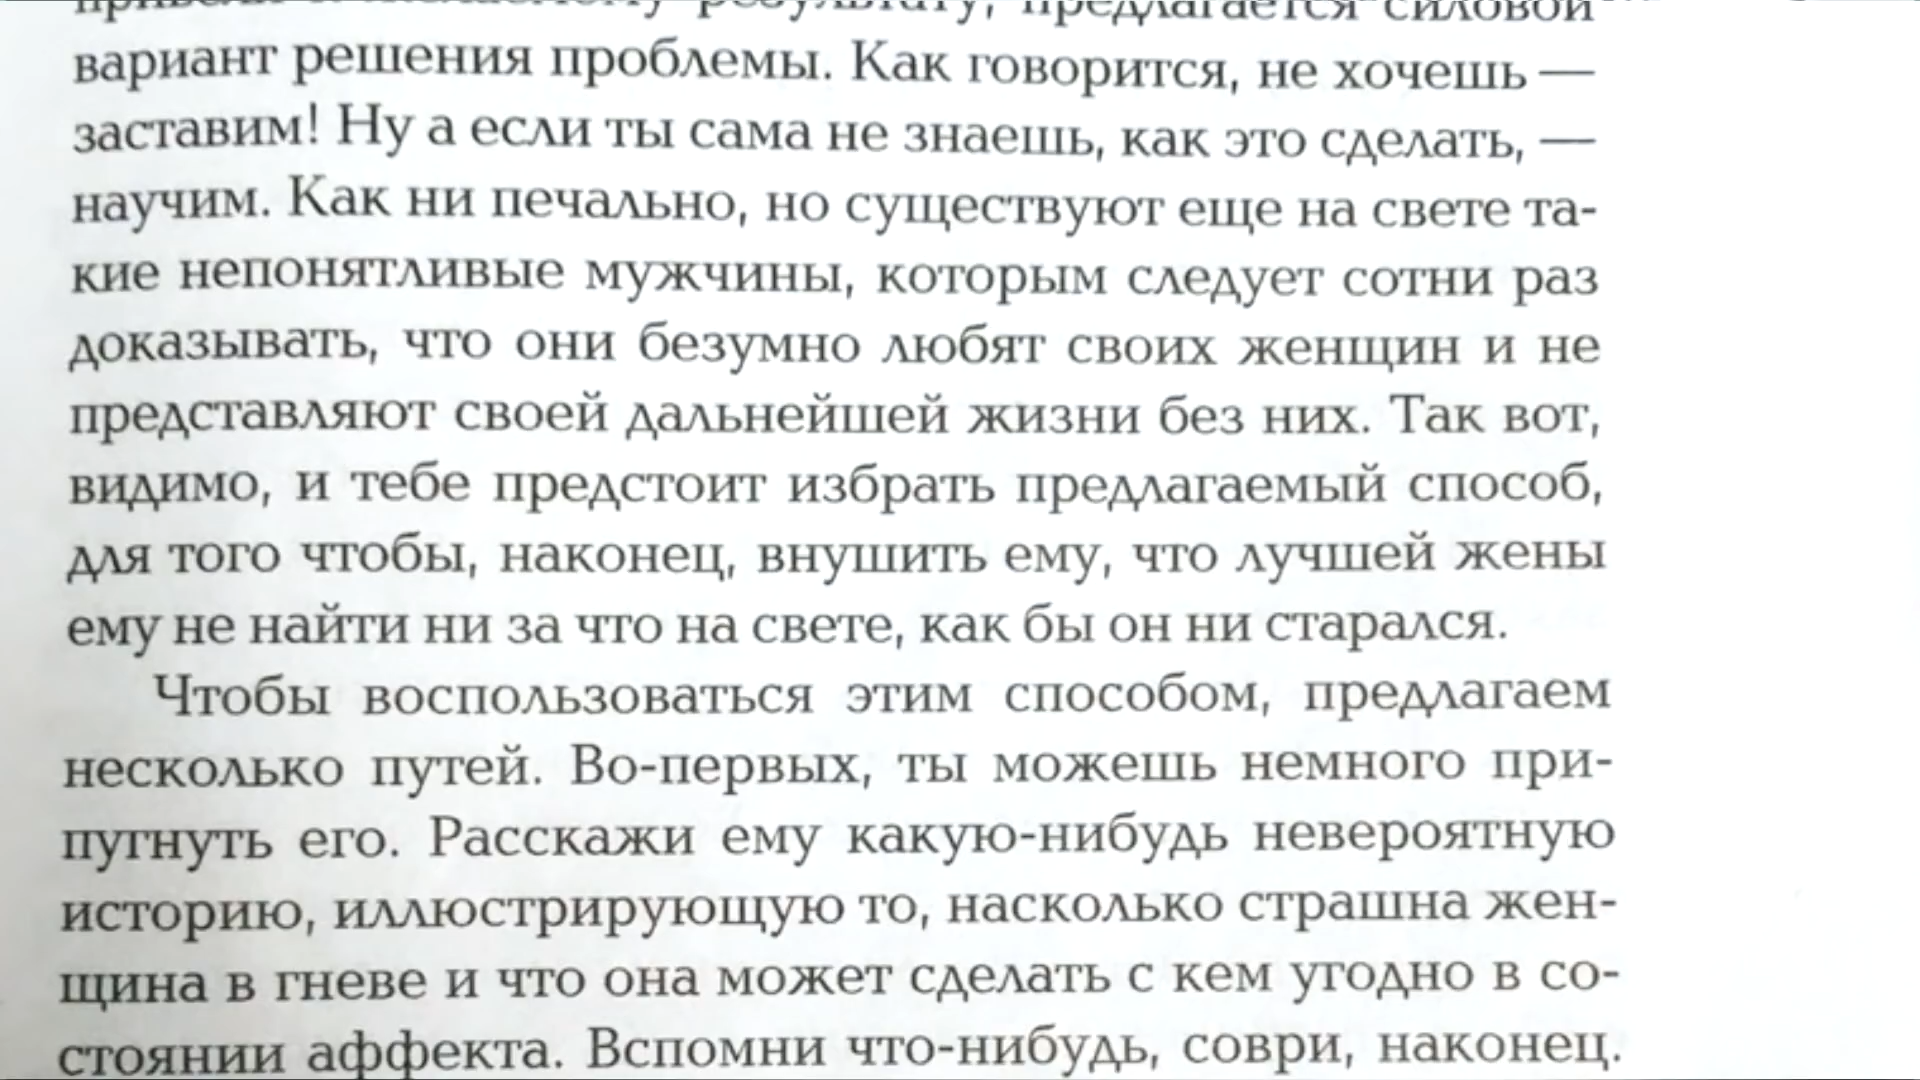 результату, предлагается силовой
вариант решения проблемы. Как говорится, не хочешь —
заставим! Ну а если ты сама не знаешь, как это сделать, —
научим. Как ни печально, но существуют еще на свете та-
кие непонятливые мужчины, которым следует сотни раз
доказывать, что они безумно любят своих женщин и не
представляют своей дальнейшей жизни без них. Так вот,
видимо, и тебе предстоит избрать предлагаемый способ,
для того чтобы, наконец, внушить ему, что лучшей жены
ему не найти ни за что на свете, как бы он ни старался.
Чтобы воспользоваться этим способом, предлагаем
несколько путей. Во-первых, ты можешь немного при-
пугнуть его. Расскажи ему какую-нибудь невероятную
историю, иллюстрирующую то, насколько страшна жен-
щина в гневе и что она может сделать с кем угодно в со-
стоянии аффекта. Вспомни что-нибудь, соври, наконец.